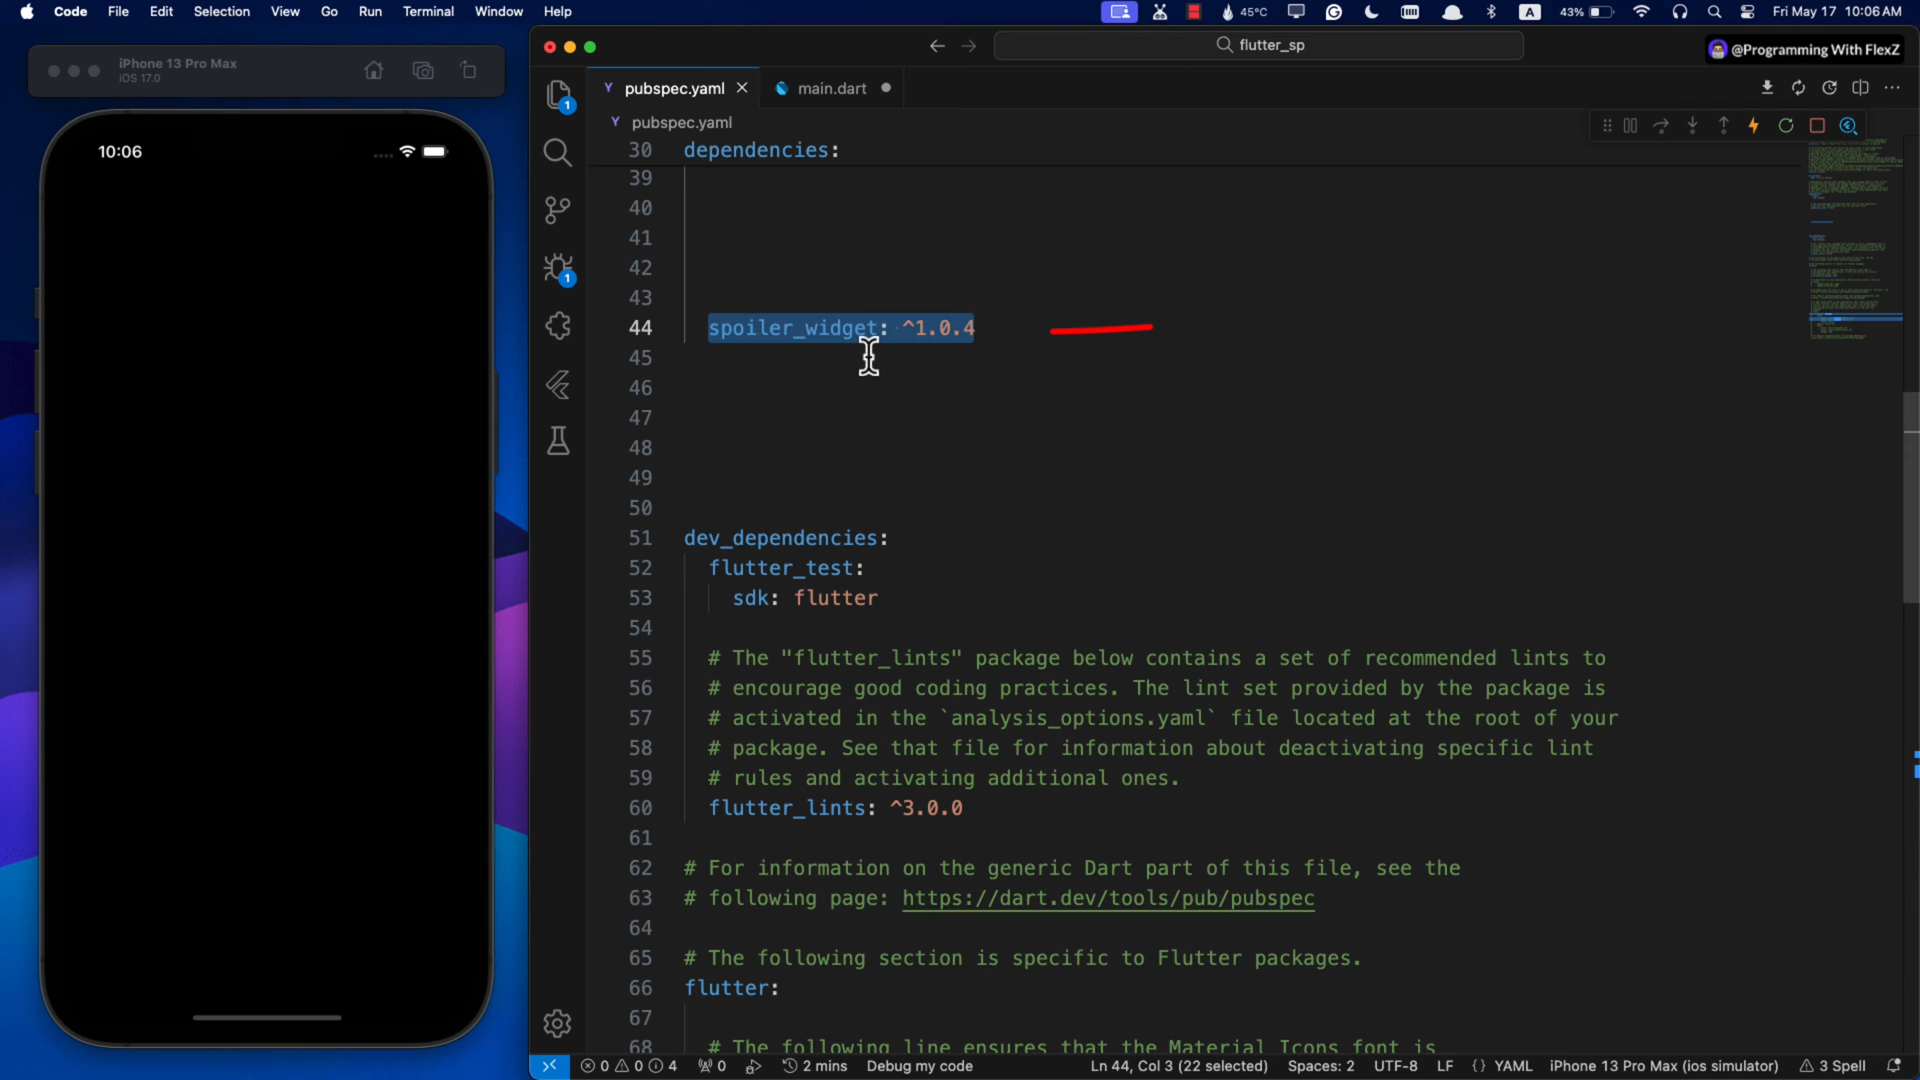 Code File Edit Selection View Go Run Terminal Window Help
45°C A 43% Fri May 17 10:06 AM
iPhone 13 Pro Max
iOS 17.0
10:06
flutter_sp
@Programming With FlexZ
pubspec.yaml main.dart
pubspec.yaml
30 dependencies:
39
40
41
42
43
44 spoiler_widget: ^1.0.4
45
46
47
48
49
50
51 dev_dependencies:
52 flutter_test:
53 sdk: flutter
54
55 # The "flutter_lints" package below contains a set of recommended lints to
56 # encourage good coding practices. The lint set provided by the package is
57 # activated in the `analysis_options.yaml` file located at the root of your
58 # package. See that file for information about deactivating specific lint
59 # rules and activating additional ones.
60 flutter_lints: ^3.0.0
61
62 # For information on the generic Dart part of this file, see the
63 # following page: https://dart.dev/tools/pub/pubspec
64
65 # The following section is specific to Flutter packages.
66 flutter:
67
68 # The following line ensures that the Material Icons font is
1
1
0 0 4 0 2 mins Debug my code Ln 44, Col 3 (22 selected) Spaces: 2 UTF-8 LF {} YAML iPhone 13 Pro Max (ios simulator) 3 Spell